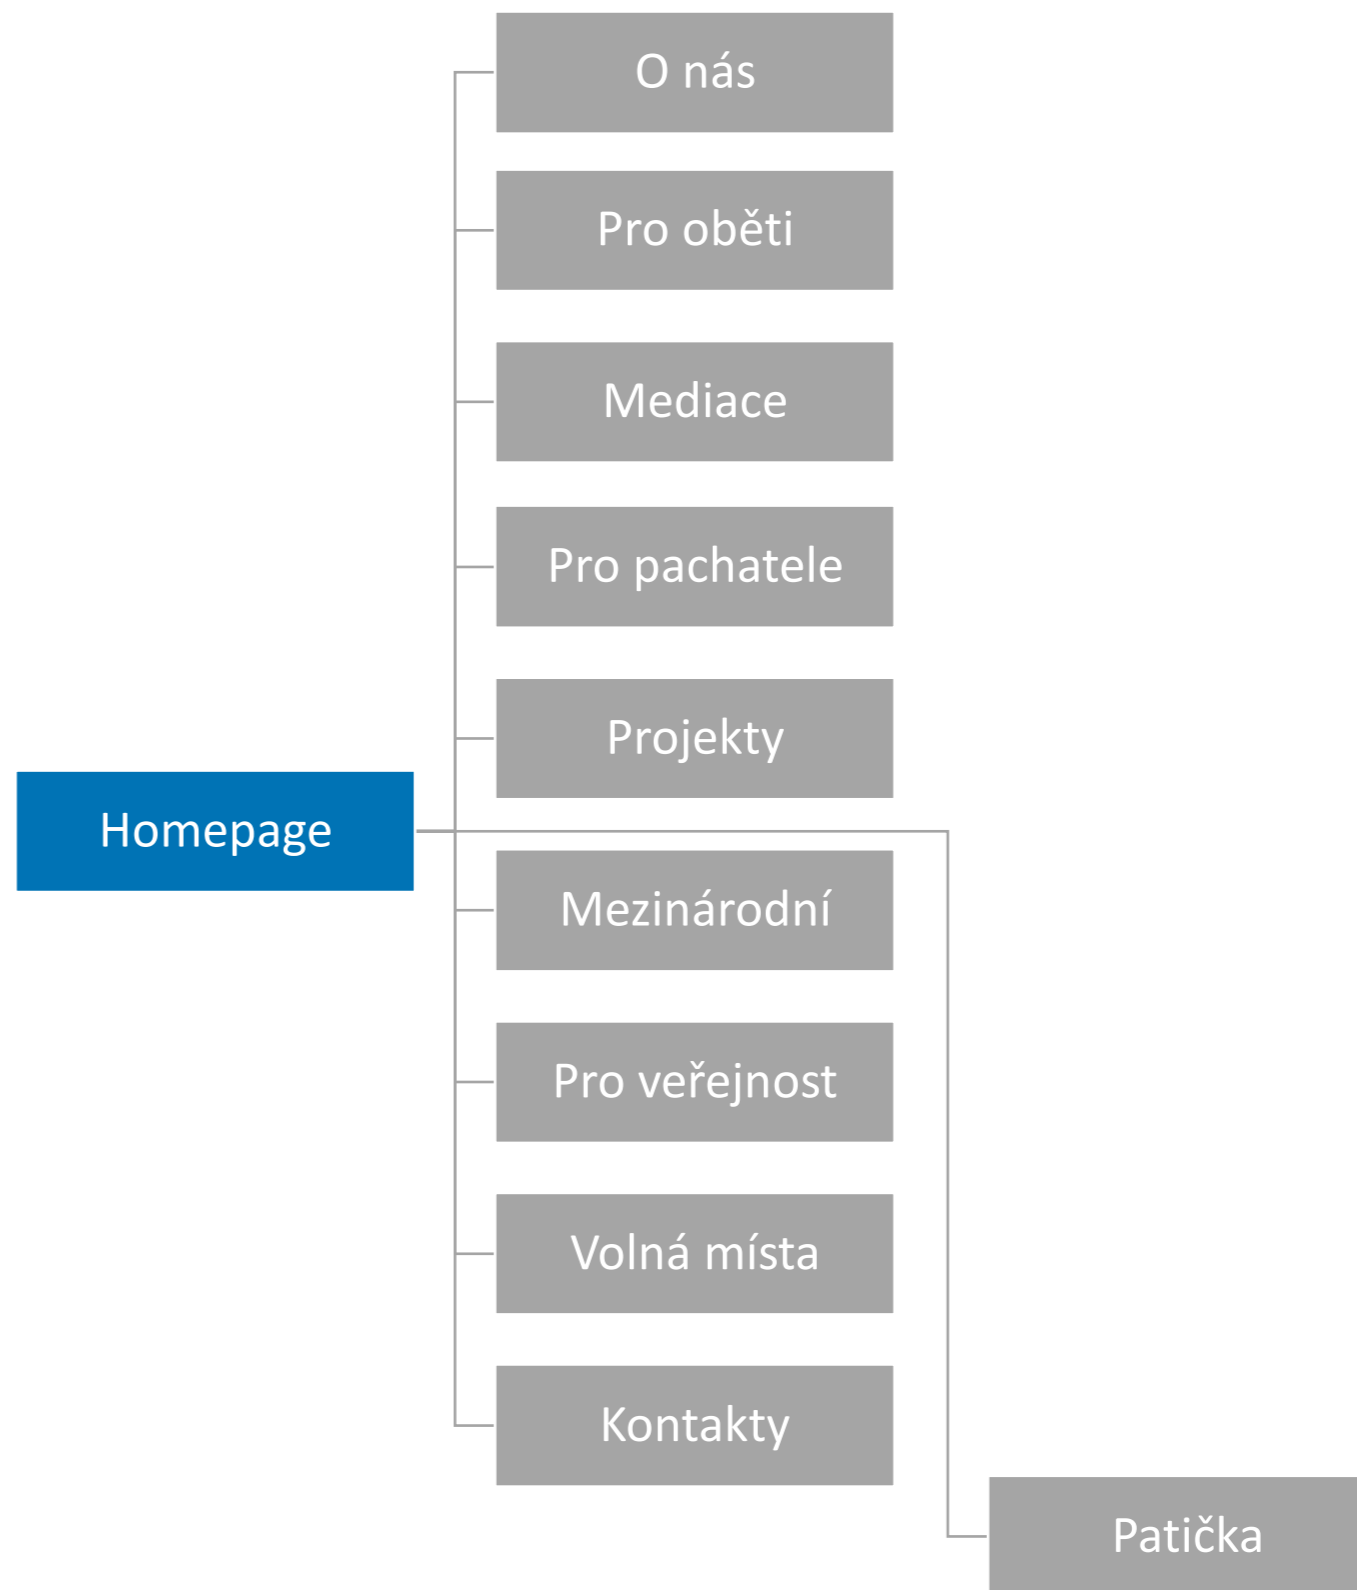 O nás
Pro oběti
Mediace
Pro pachatele
Projekty
Homepage
Mezinárodní
Pro veřejnost
Volná místa
Kontakty
Patička